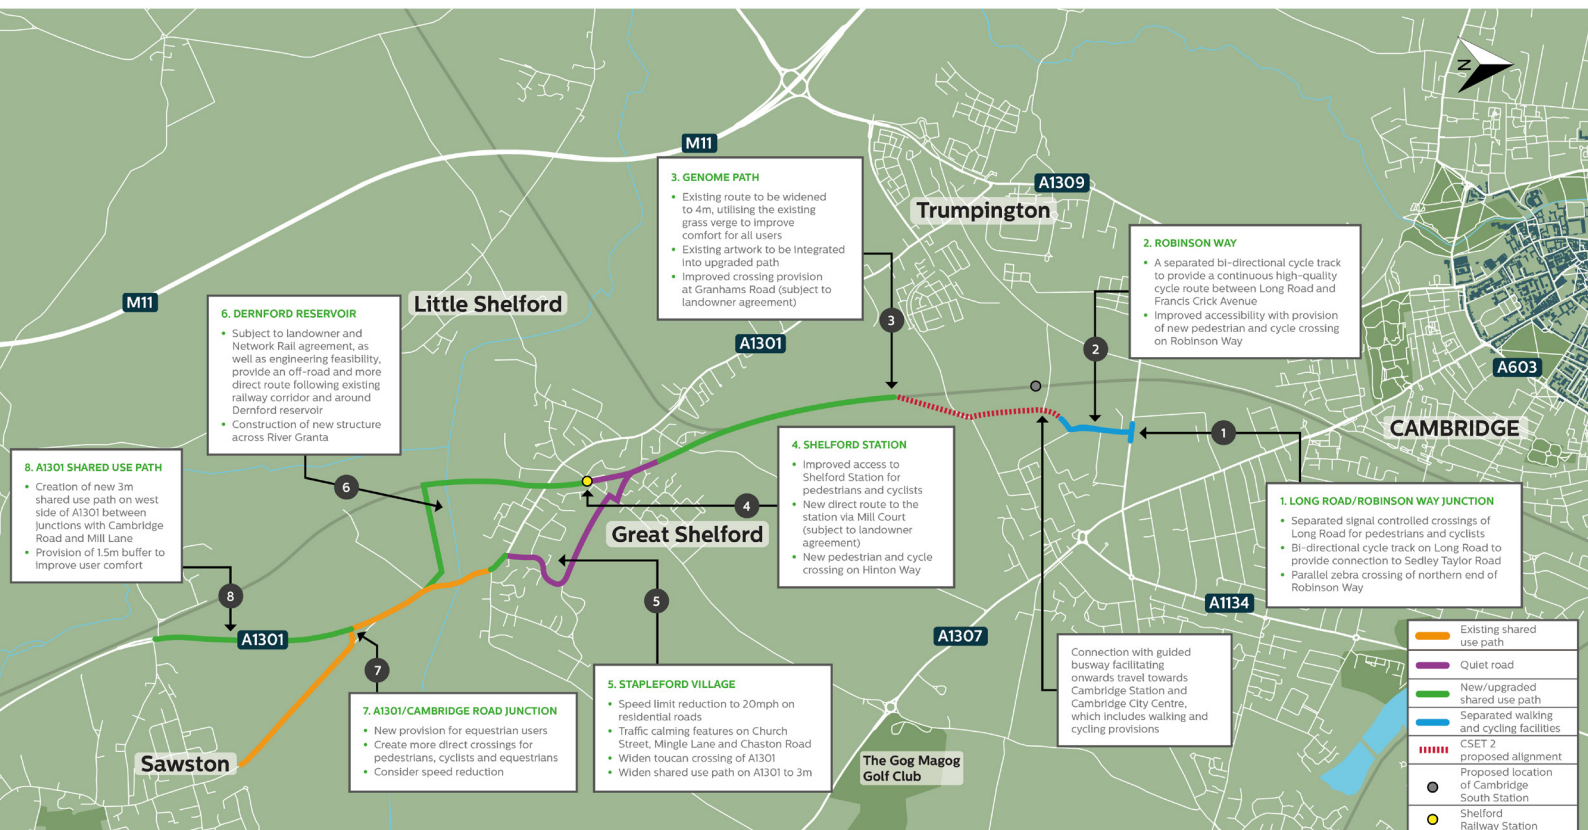 N
M11
3. GENOME PATH
• Existing route to be widened
to 4m, utilising the existing
grass verge to improve
comfort for all users
• Existing artwork to be integrated
into upgraded path
• Improved crossing provision
at Granhams Road (subject to
landowner agreement)
A1309
Trumpington
2. ROBINSON WAY
• A separated bi-directional cycle track
to provide a continuous high-quality
cycle route between Long Road and
Francis Crick Avenue
• Improved accessibility with provision
of new pedestrian and cycle crossing
on Robinson Way
M11
Little Shelford
6. DERNFORD RESERVOIR
• Subject to landowner and
Network Rail agreement, as
well as engineering feasibility,
provide an off-road and more
direct route following existing
railway corridor and around
Dernford reservoir
• Construction of new structure
across River Granta
3
A1301
2
A603
CAMBRIDGE
1
4. SHELFORD STATION
• Improved access to
Shelford Station for
pedestrians and cyclists
• New direct route to the
station via Mill Court
(subject to landowner
agreement)
• New pedestrian and cycle
crossing on Hinton Way
8. A1301 SHARED USE PATH
• Creation of new 3m
shared use path on west
side of A1301 between
junctions with Cambridge
Road and Mill Lane
• Provision of 1.5m buffer to
improve user comfort
6
4
Great Shelford
1. LONG ROAD/ROBINSON WAY JUNCTION
• Separated signal controlled crossings of
Long Road for pedestrians and cyclists
• Bi-directional cycle track on Long Road to
provide connection to Sedley Taylor Road
• Parallel zebra crossing of northern end of
Robinson Way
8
5
A1134
A1301
A1307
7
Connection with guided
busway facilitating
onwards travel towards
Cambridge Station and
Cambridge City Centre,
which includes walking and
cycling provisions
5. STAPLEFORD VILLAGE
• Speed limit reduction to 20mph on
residential roads
• Traffic calming features on Church
Street, Mingle Lane and Chaston Road
• Widen toucan crossing of A1301
• Widen shared use path on A1301 to 3m
7. A1301/CAMBRIDGE ROAD JUNCTION
• New provision for equestrian users
• Create more direct crossings for
pedestrians, cyclists and equestrians
• Consider speed reduction
Sawston
The Gog Magog
Golf Club
Existing shared
use path
Quiet road
New/upgraded
shared use path
Separated walking
and cycling facilities
CSET 2
proposed alignment
Proposed location
of Cambridge
South Station
Shelford
Railway Station